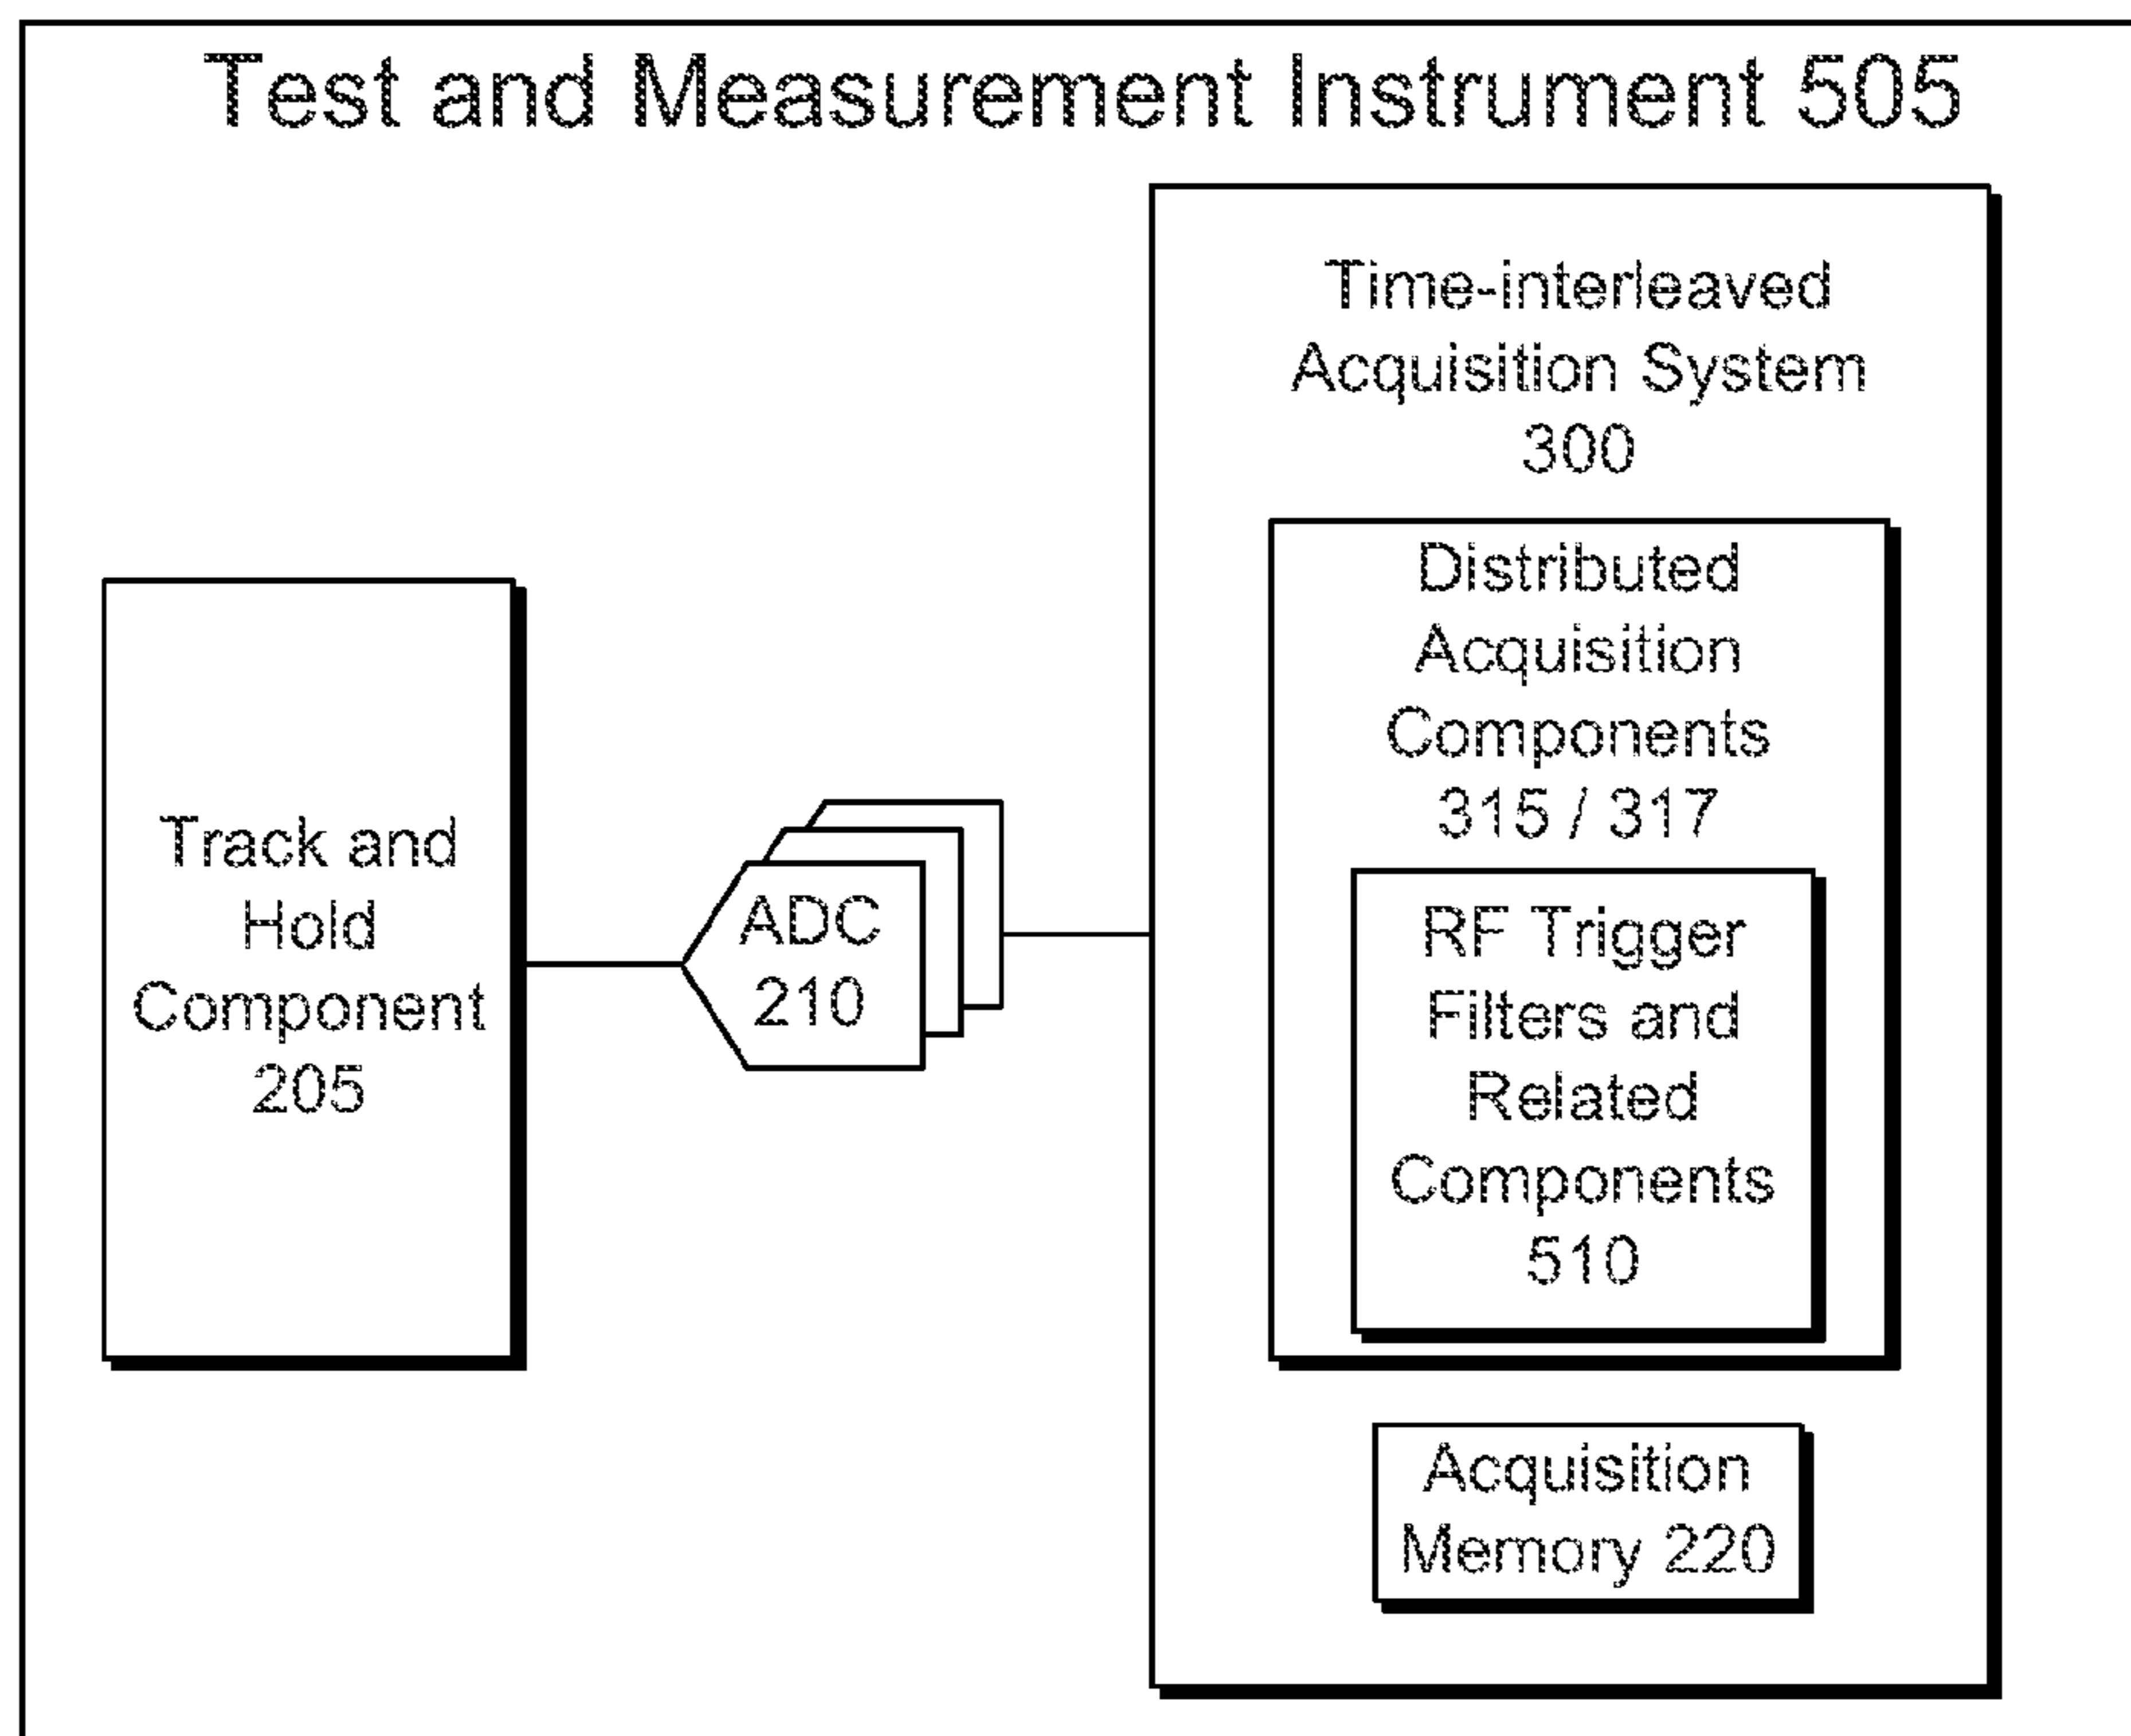 Test and Measurement Instrument 505
Track and
Hold
Component
205
ADC
210
Time-interleaved
Acquisition System
300
Distributed
Acquisition
Components
315 / 317
RF Trigger
Filters and
Related
Components
510
Acquisition
Memory 220